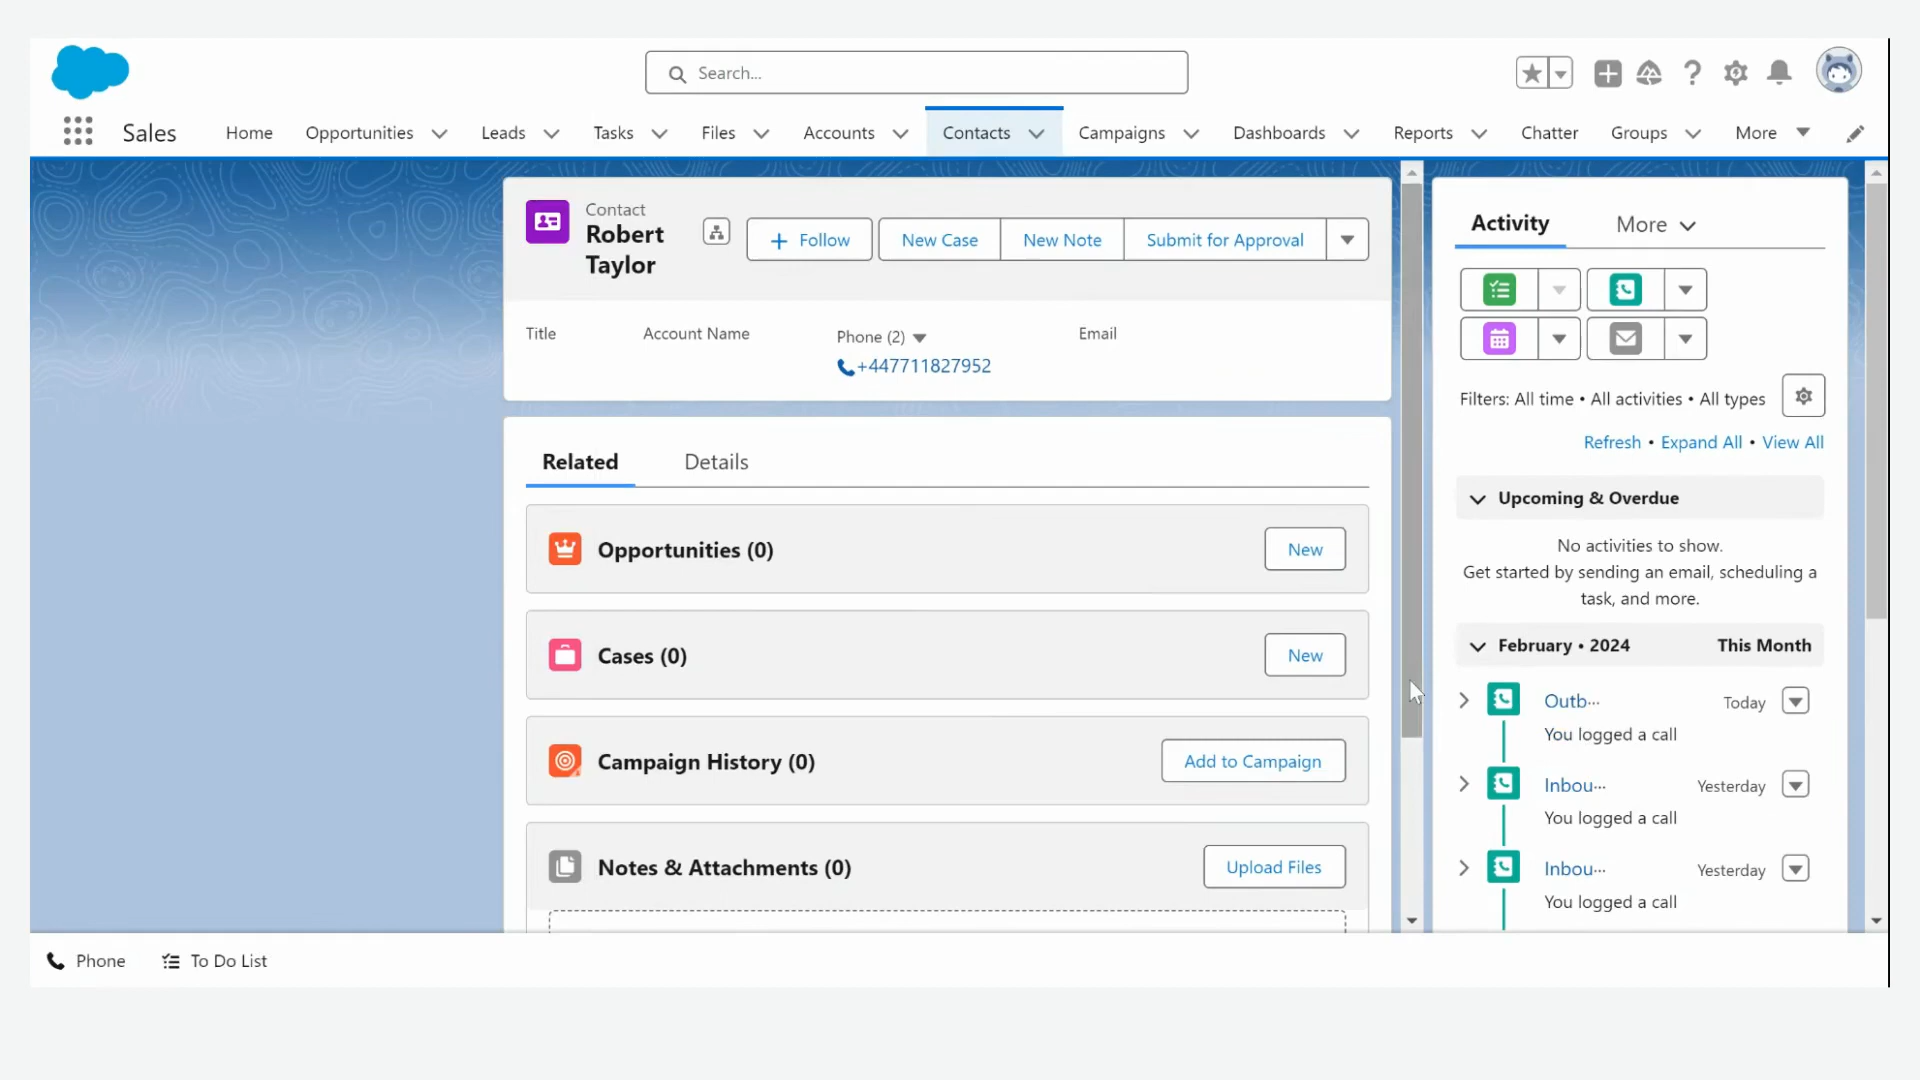 Search...
Sales
Home
Opportunities
Leads
Tasks
Files
Accounts
Contacts
Campaigns
Dashboards
Reports
Chatter
Groups
More
Contact
Robert
Taylor
Follow
New Case
New Note
Submit for Approval
Title
Account Name
Phone (2)
Email
+447711827952
Related
Details
Opportunities (0)
New
Cases (0)
New
Campaign History (0)
Add to Campaign
Notes & Attachments (0)
Upload Files
Activity
More
Filters: All time • All activities • All types
Refresh • Expand All • View All
Upcoming & Overdue
No activities to show.
Get started by sending an email, scheduling a
task, and more.
February • 2024
This Month
Outb...
Today
You logged a call
Inbou...
Yesterday
You logged a call
Inbou...
Yesterday
You logged a call
Phone
To Do List